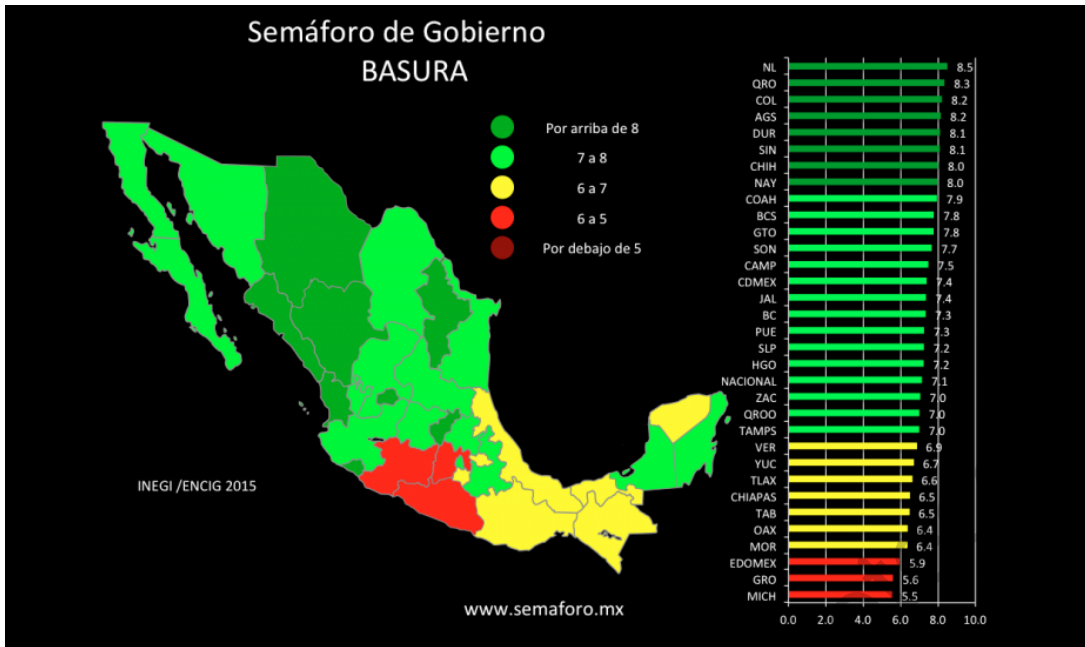 Semáforo de Gobierno
BASURA
Por arriba de 8
7 a 8
6 a 7
6 a 5
Por debajo de 5
INEGI /ENCIG 2015
www.semaforo.mx
NL 8.5
QRO 8.3
COL 8.2
AGS 8.2
DUR 8.1
SIN 8.1
CHIH 8.0
NAY 8.0
COAH 7.9
BCS 7.8
GTO 7.8
SON 7.7
CAMP 7.5
CDMEX 7.4
JAL 7.4
BC 7.3
PUE 7.3
SLP 7.2
HGO 7.2
NACIONAL 7.1
ZAC 7.0
QROO 7.0
TAMPS 7.0
VER 6.9
YUC 6.7
TLAX 6.6
CHIAPAS 6.5
TAB 6.5
OAX 6.4
MOR 6.4
EDOMEX 5.9
GRO 5.6
MICH 5.5
0.0 2.0 4.0 6.0 8.0 10.0